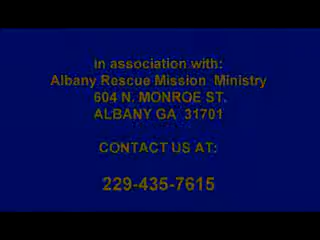 in association with:
Albany Rescue Mission Ministry
604 N. MONROE ST.
ALBANY GA 31701
CONTACT US AT:
229-435-7615